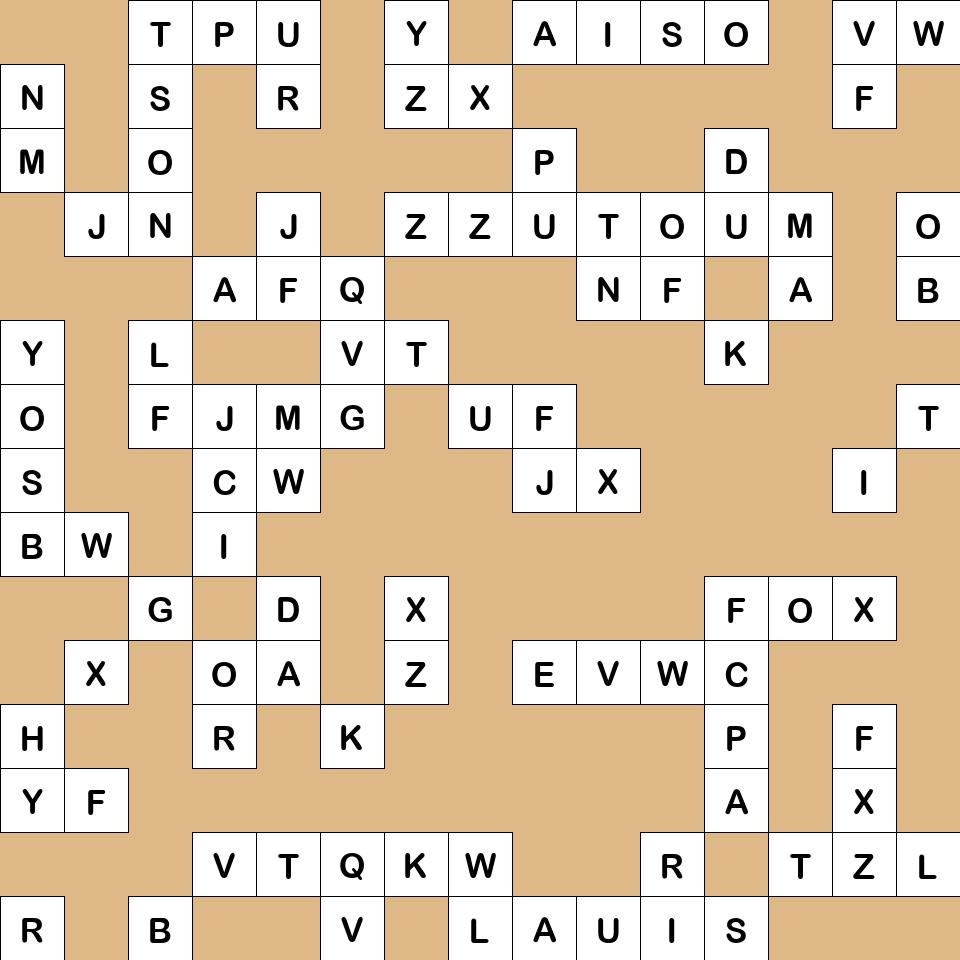 T P U Y A I S O V W
N S R Z X F
M O P D
J N J Z Z U T O U M O
A F Q N F A B
Y L V T K
O F J M G U F T
S C W J X I
B W I
G D X F O X
X O A Z E V W C
H R K P F
Y F A X
V T Q K W R T Z L
R B V L A U I S